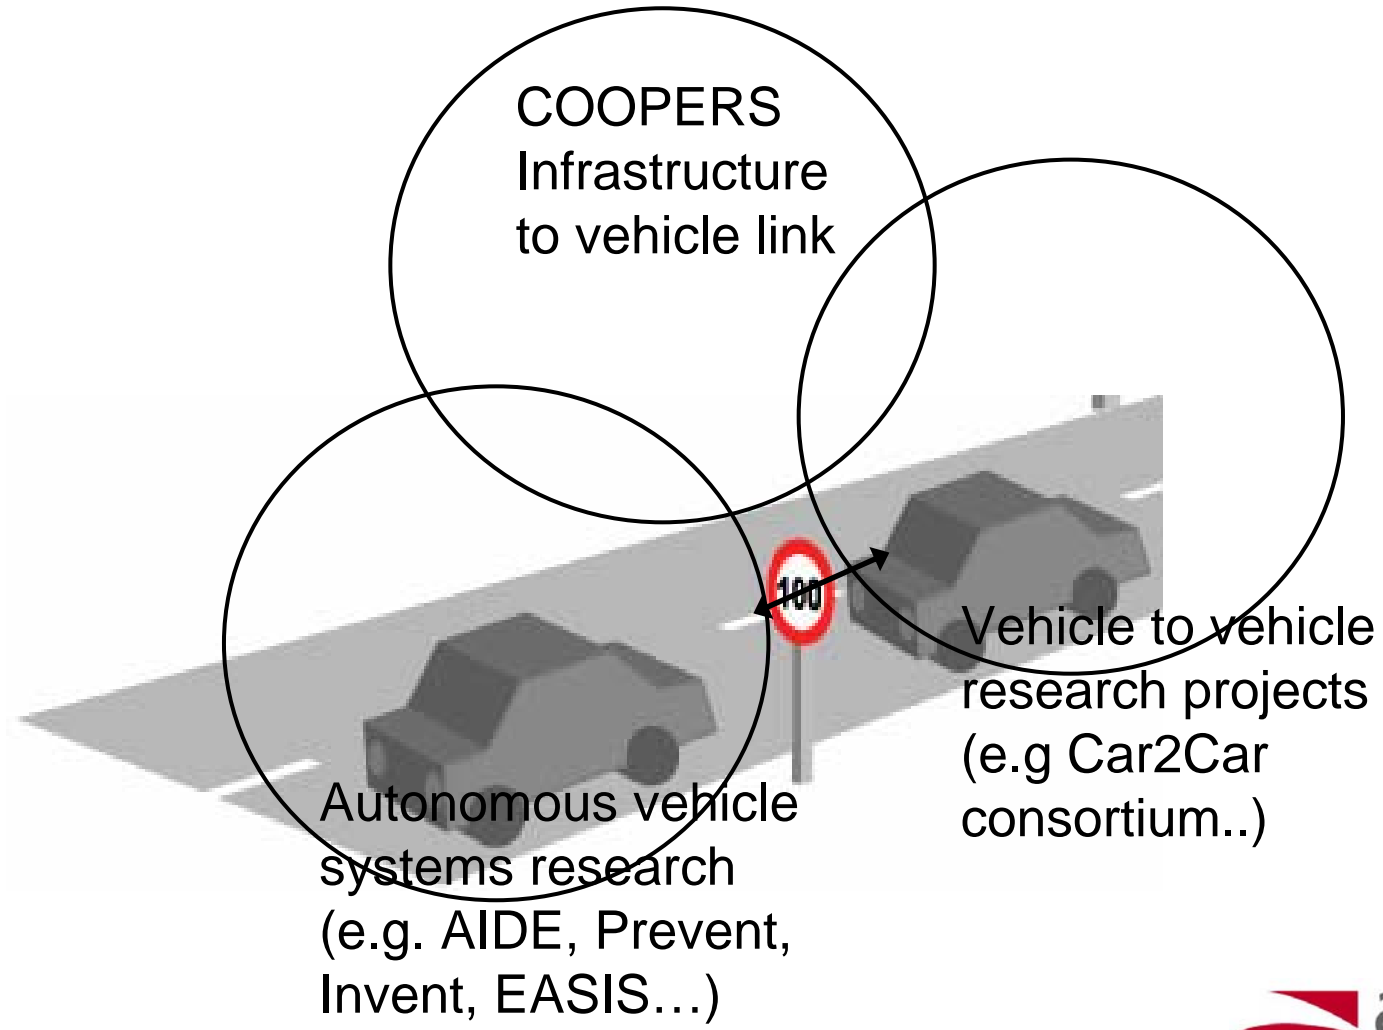 COOPERS
Infrastructure
to vehicle link
100
Vehicle to vehicle
research projects
(e.g Car2Car
consortium..)
Autonomous vehicle
systems research
(e.g. AIDE, Prevent,
Invent, EASIS…)